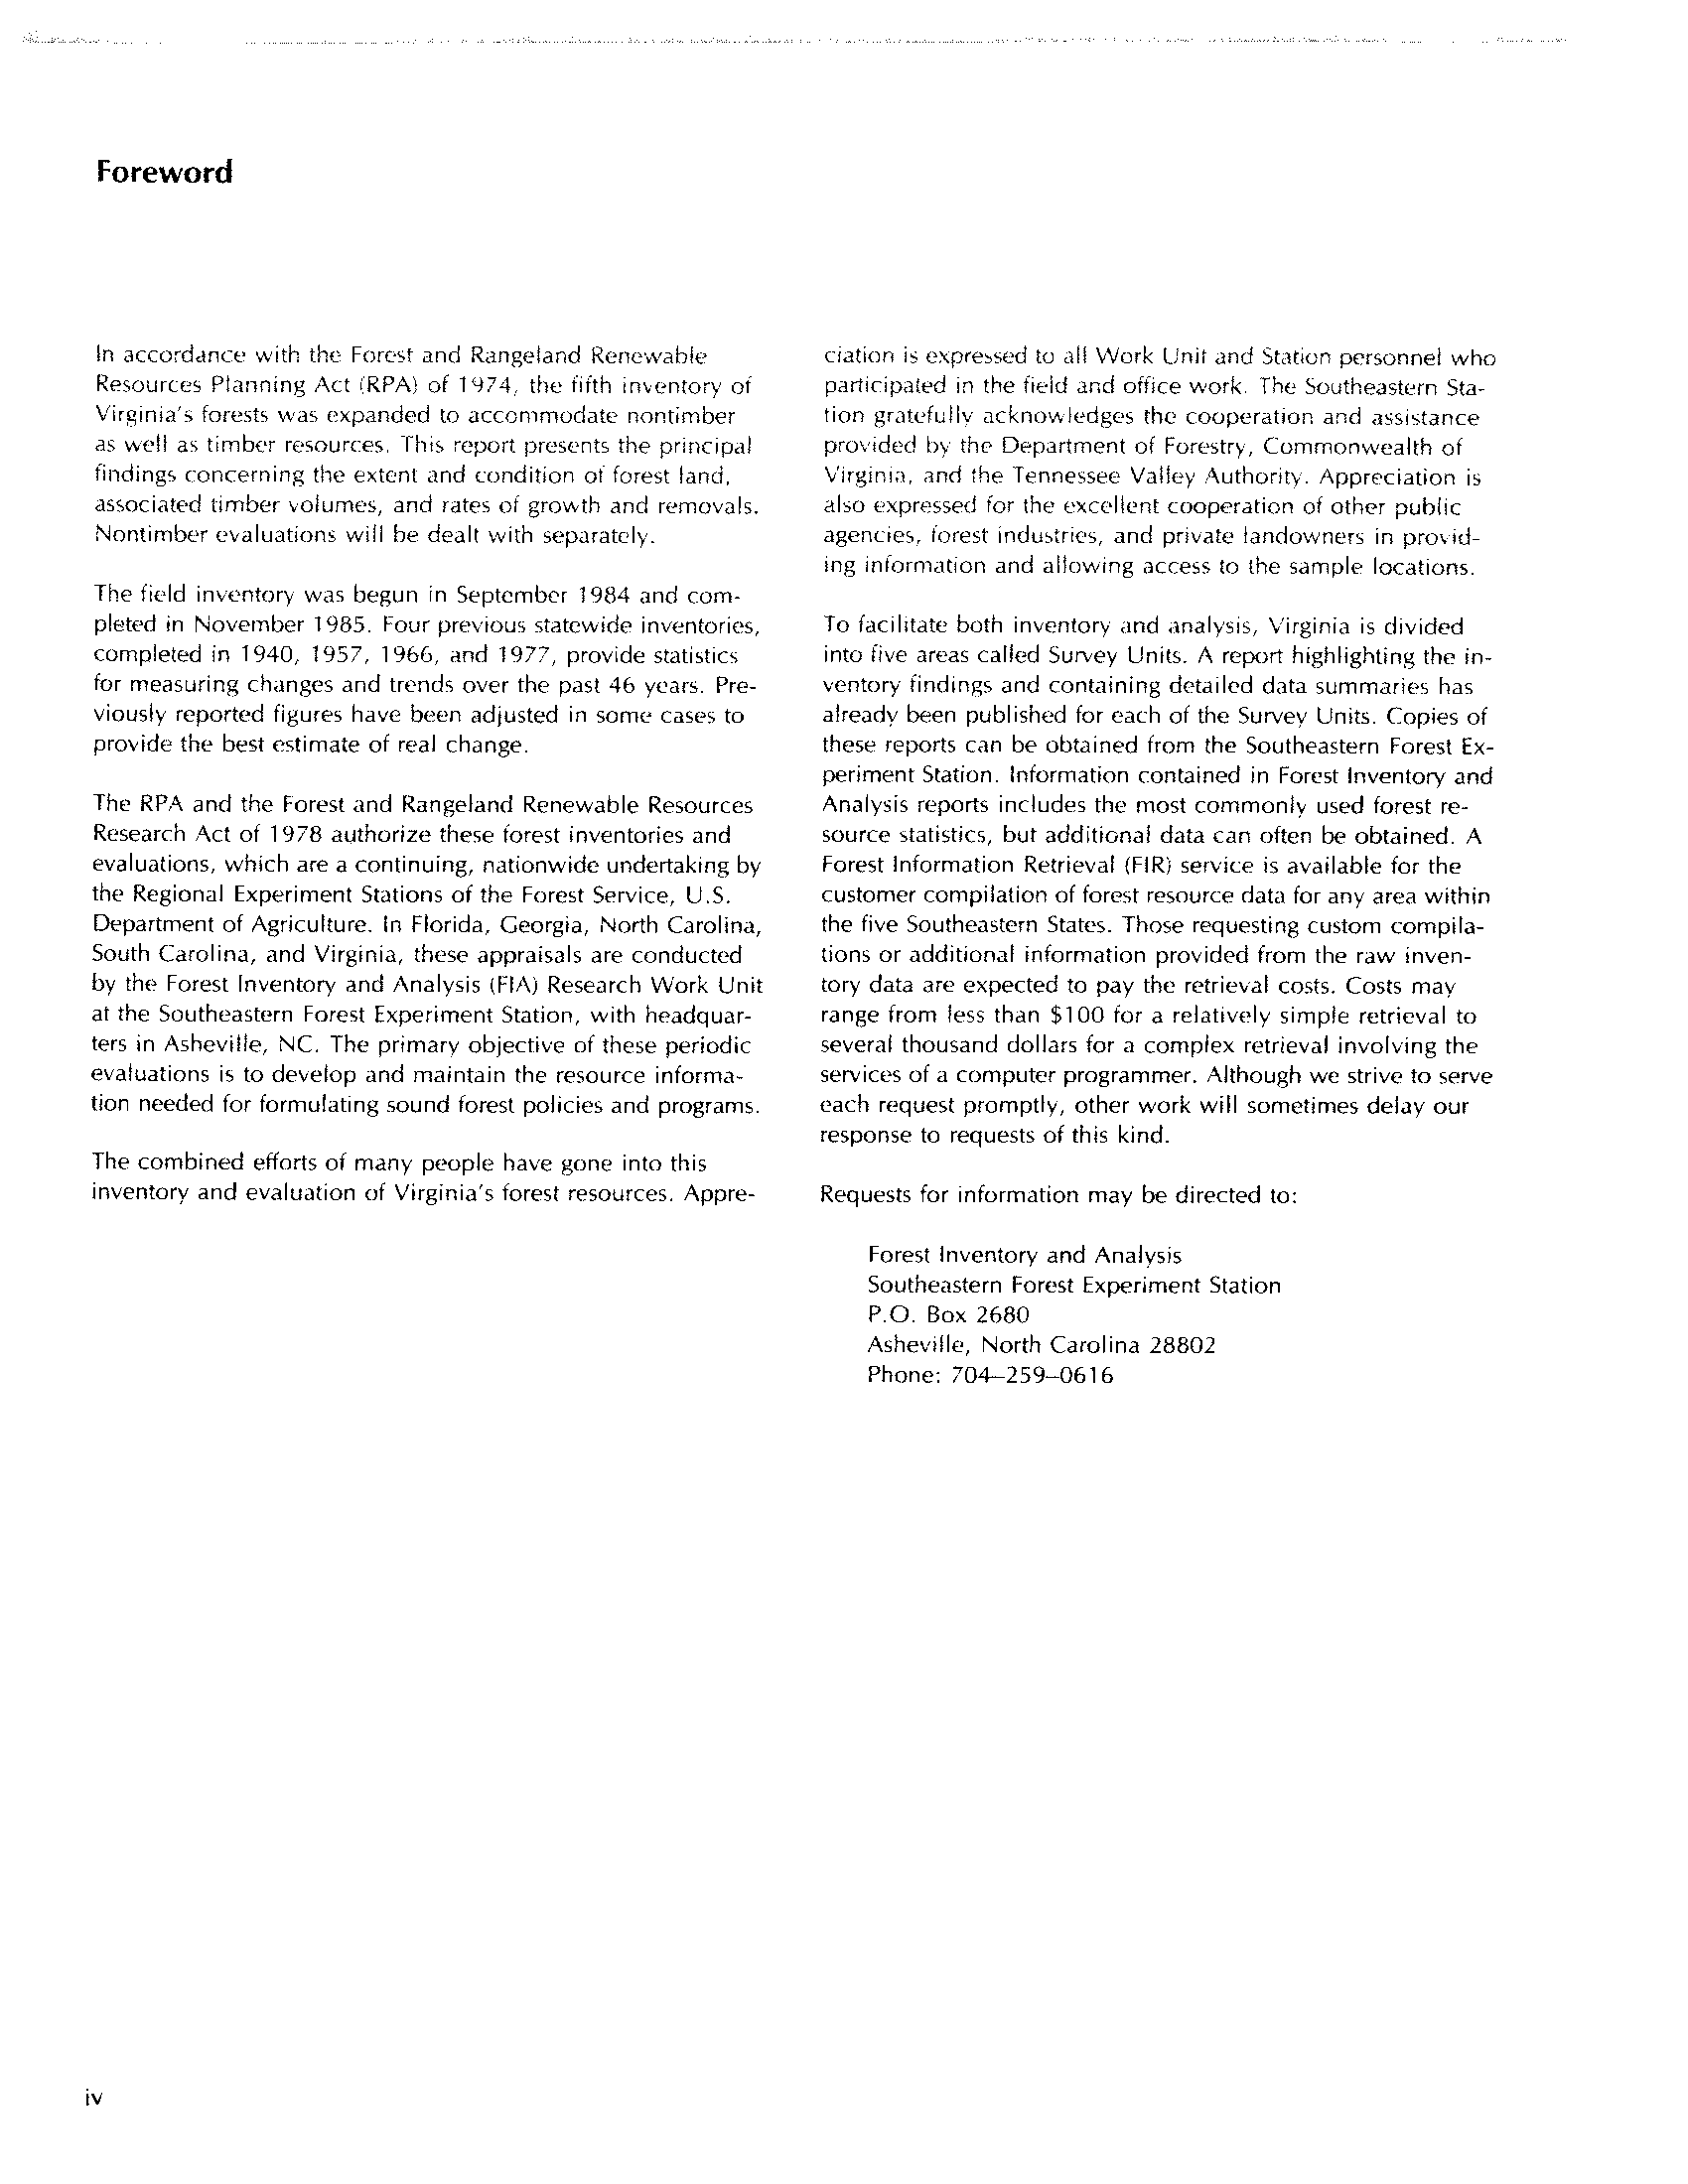 Foreword
In accordance with the Forest and Rangeland Renewable
Resources Planning Act (RPA) of 1974, the fifth inventory of
Virginia's forests was expanded to accommodate nontimber
as well as timber resources. This report presents the principal
findings concerning the extent and condition of forest land,
associated timber volumes, and rates of growth and removals.
Nontimber evaluations will be dealt with separately.
The field inventory was begun in September 1984 and com-
pleted in November 1985. Four previous statewide inventories,
completed in 1940, 1957, 1966, and 1977, provide statistics
for measuring changes and trends over the past 46 years. Pre-
viously reported figures have been adjusted in some cases to
provide the best estimate of real change.
The RPA and the Forest and Rangeland Renewable Resources
Research Act of 1978 authorize these forest inventories and
evaluations, which are a continuing, nationwide undertaking by
the Regional Experiment Stations of the Forest Service, U.S.
Department of Agriculture. In Florida, Georgia, North Carolina,
South Carolina, and Virginia, these appraisals are conducted
by the Forest Inventory and Analysis (FIA) Research Work Unit
at the Southeastern Forest Experiment Station, with headquar-
ters in Asheville, NC. The primary objective of these periodic
evaluations is to develop and maintain the resource informa-
tion needed for formulating sound forest policies and programs.
The combined efforts of many people have gone into this
inventory and evaluation of Virginia's forest resources. Appre-
ciation is expressed to all Work Unit and Station personnel who
participated in the field and office work. The Southeastern Sta-
tion gratefully acknowledges the cooperation and assistance
provided by the Department of Forestry, Commonwealth of
Virginia, and the Tennessee Valley Authority. Appreciation is
also expressed for the excellent cooperation of other public
agencies, forest industries, and private landowners in provid-
ing information and allowing access to the sample locations.
To facilitate both inventory and analysis, Virginia is divided
into five areas called Survey Units. A report highlighting the in-
ventory findings and containing detailed data summaries has
already been published for each of the Survey Units. Copies of
these reports can be obtained from the Southeastern Forest Ex-
periment Station. Information contained in Forest Inventory and
Analysis reports includes the most commonly used forest re-
source statistics, but additional data can often be obtained. A
Forest Information Retrieval (FIR) service is available for the
customer compilation of forest resource data for any area within
the five Southeastern States. Those requesting custom compila-
tions or additional information provided from the raw inven-
tory data are expected to pay the retrieval costs. Costs may
range from less than $100 for a relatively simple retrieval to
several thousand dollars for a complex retrieval involving the
services of a computer programmer. Although we strive to serve
each request promptly, other work will sometimes delay our
response to requests of this kind.
Requests for information may be directed to:
Forest Inventory and Analysis
Southeastern Forest Experiment Station
P.O. Box 2680
Asheville, North Carolina 28802
Phone: 704–259–0616
iv